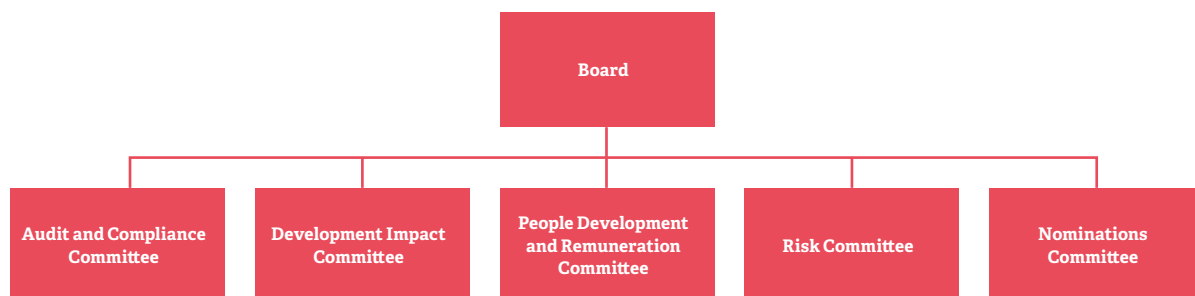 Board
Audit and Compliance
Committee
Development Impact
Committee
People Development
and Remuneration
Committee
Risk Committee
Nominations
Committee